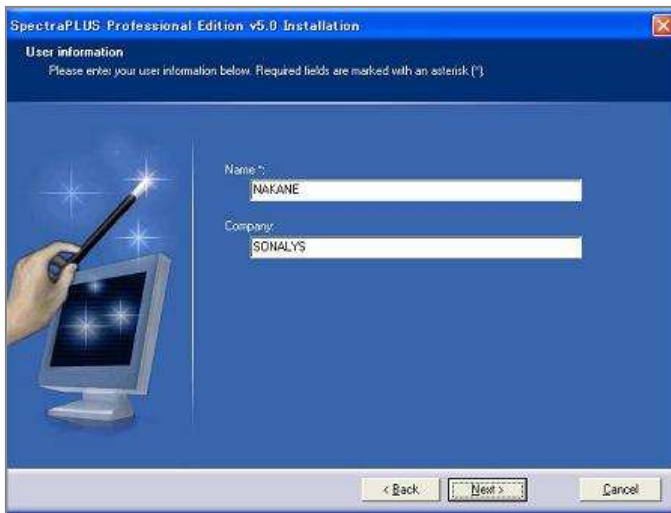 SpectraPLUS Professional Edition v5.0 Installation
User information
Please enter your user information below. Required fields are marked with an asterisk (*).
Name *:
NAKANE
Company:
SONALYS
< Back
Next >
Cancel